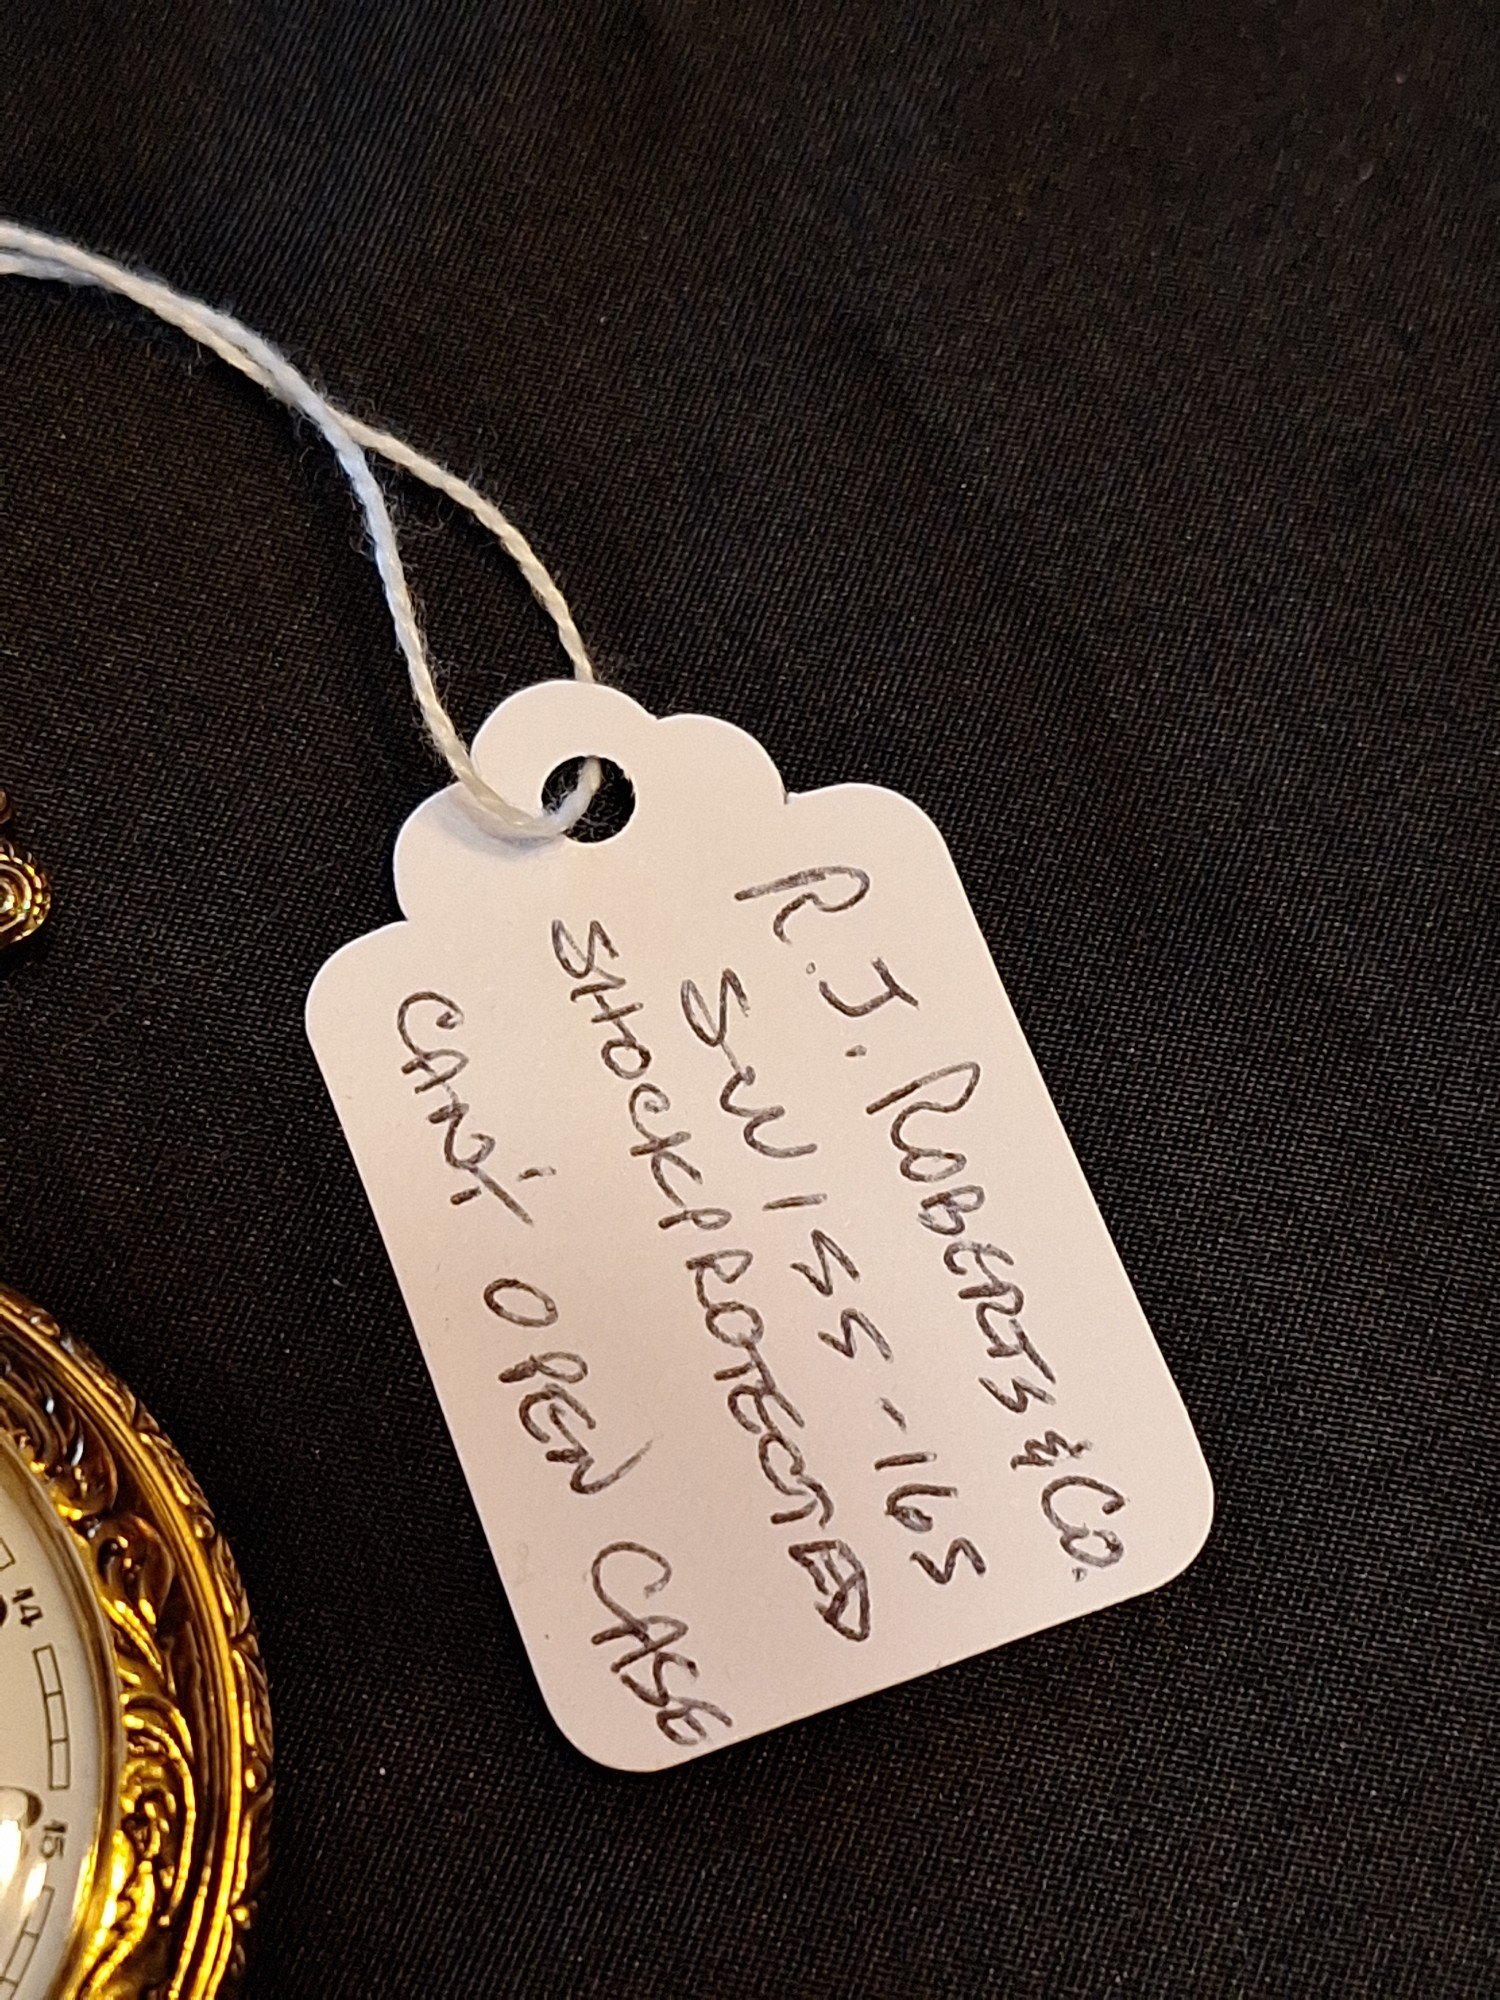 R.J. ROBERTS & CO.
SWISS - 16S
SHOCKPROTECTED
CAN'T OPEN CASE
14
15